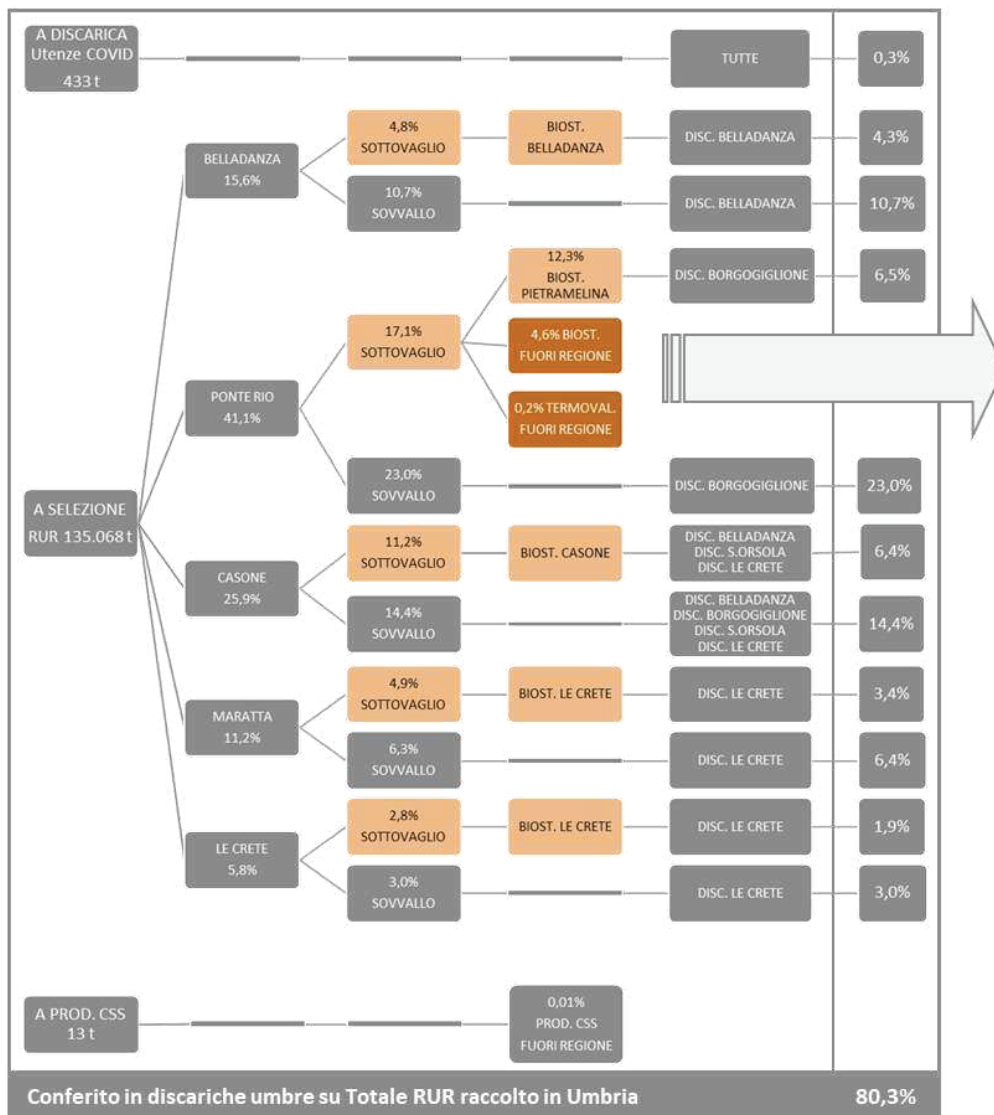 A DISCARICA
Utenze COVID
433 t
TUTTE
0,3%
4,8%
SOTTOVAGLIO
BIOST.
BELLADANZA
DISC. BELLADANZA
4,3%
BELLADANZA
15,6%
10,7%
SOVVALLO
DISC. BELLADANZA
10,7%
12,3%
BIOST.
PIETRAMELINA
DISC. BORGOGIGLIONE
6,5%
17,1%
SOTTOVAGLIO
4,6% BIOST.
FUORI REGIONE
PONTE RIO
41,1%
0,2% TERMOVAL.
FUORI REGIONE
23,0%
SOVVALLO
DISC. BORGOGIGLIONE
23,0%
A SELEZIONE
RUR 135.068 t
11,2%
SOTTOVAGLIO
BIOST. CASONE
DISC. BELLADANZA
DISC. S.ORSOLA
DISC. LE CRETE
6,4%
CASONE
25,9%
14,4%
SOVVALLO
DISC. BELLADANZA
DISC. BORGOGIGLIONE
DISC. S.ORSOLA
DISC. LE CRETE
14,4%
4,9%
SOTTOVAGLIO
BIOST. LE CRETE
DISC. LE CRETE
3,4%
MARATTA
11,2%
6,3%
SOVVALLO
DISC. LE CRETE
6,4%
2,8%
SOTTOVAGLIO
BIOST. LE CRETE
DISC. LE CRETE
1,9%
LE CRETE
5,8%
3,0%
SOVVALLO
DISC. LE CRETE
3,0%
A PROD. CSS
13 t
0,01%
PROD. CSS
FUORI REGIONE
Conferito in discariche umbre su Totale RUR raccolto in Umbria 80,3%